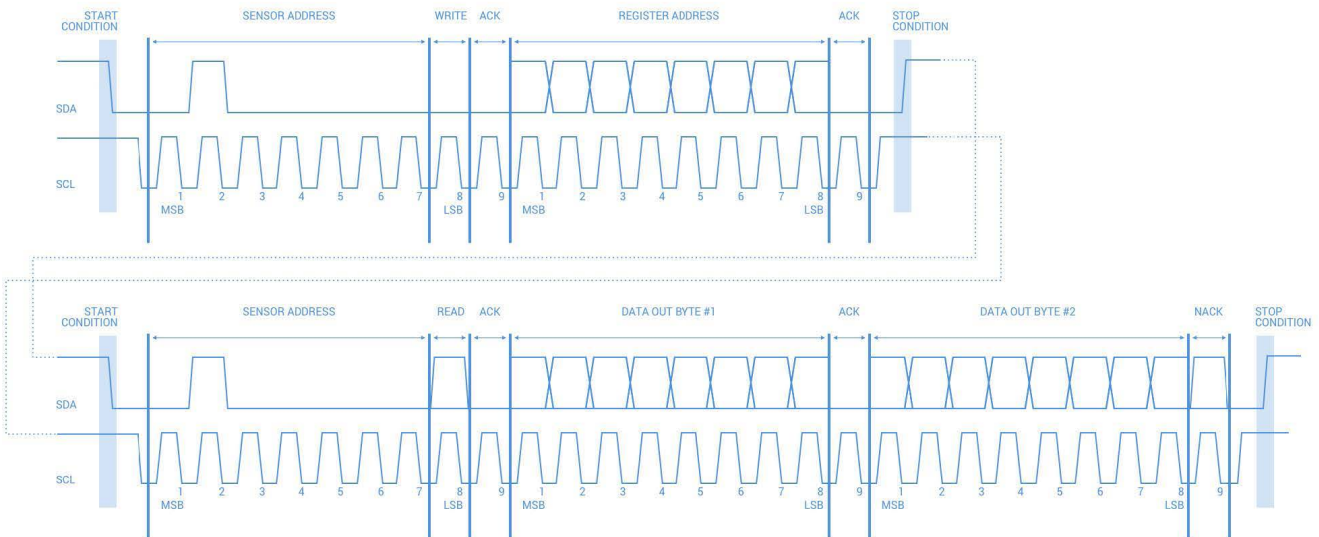 START CONDITION SENSOR ADDRESS WRITE ACK REGISTER ADDRESS ACK STOP CONDITION
SDA
SCL
1 2 3 4 5 6 7 8 9 1 2 3 4 5 6 7 8 9
MSB LSB MSB LSB
START CONDITION SENSOR ADDRESS READ ACK DATA OUT BYTE #1 ACK DATA OUT BYTE #2 NACK STOP CONDITION
SDA
SCL
1 2 3 4 5 6 7 8 9 1 2 3 4 5 6 7 8 9 1 2 3 4 5 6 7 8 9
MSB LSB MSB LSB MSB LSB